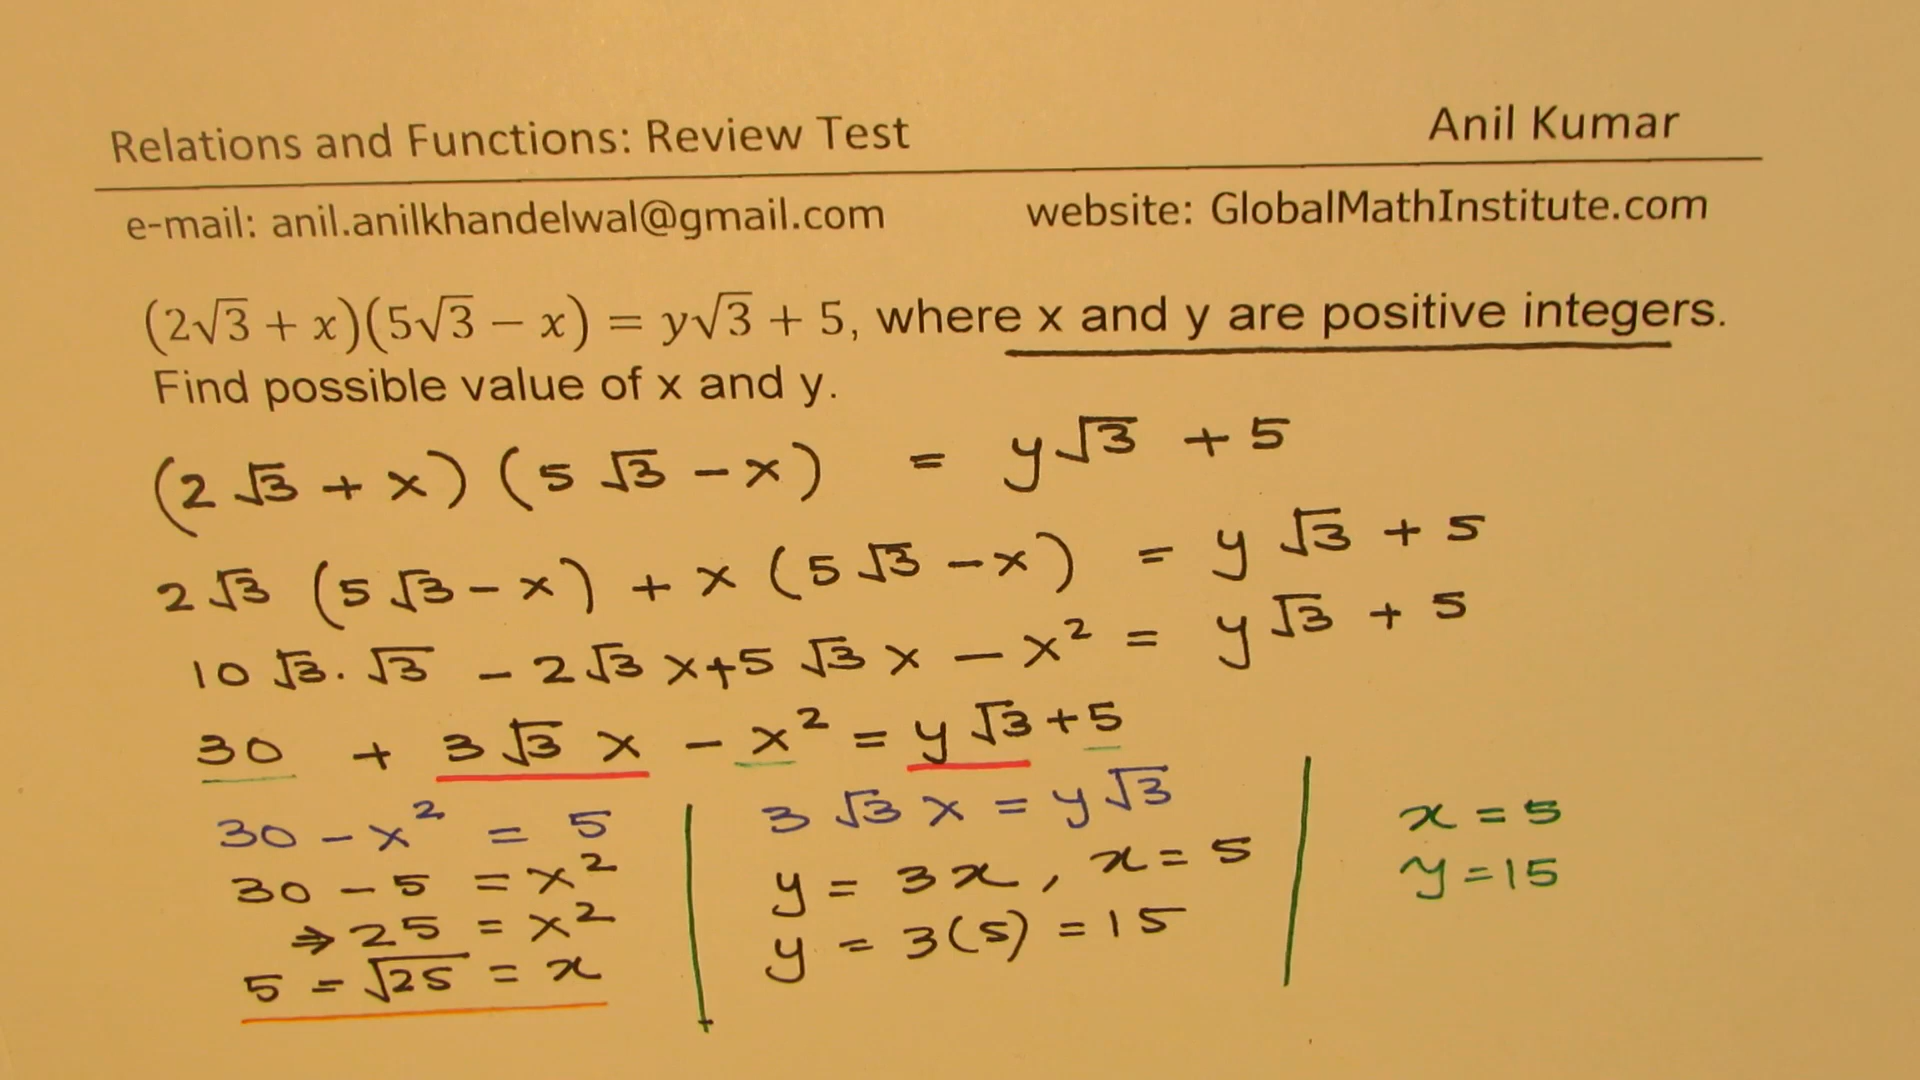 Relations and Functions: Review Test
Anil Kumar
e-mail: anil.anilkhandelwal@gmail.com
website: GlobalMathInstitute.com
(2√3 + x)(5√3 − x) = y√3 + 5, where x and y are positive integers.
Find possible value of x and y.
(2√3 + x) (5√3 − x) = y√3 + 5
2√3 (5√3 − x) + x (5√3 − x) = y√3 + 5
10√3·√3 − 2√3 x + 5√3 x − x² = y√3 + 5
30 + 3√3 x − x² = y√3 + 5
30 − x² = 5
30 − 5 = x²
⇒ 25 = x²
5 = √25 = x
3√3 x = y√3
y = 3x, x = 5
y = 3(5) = 15
x = 5
y = 15